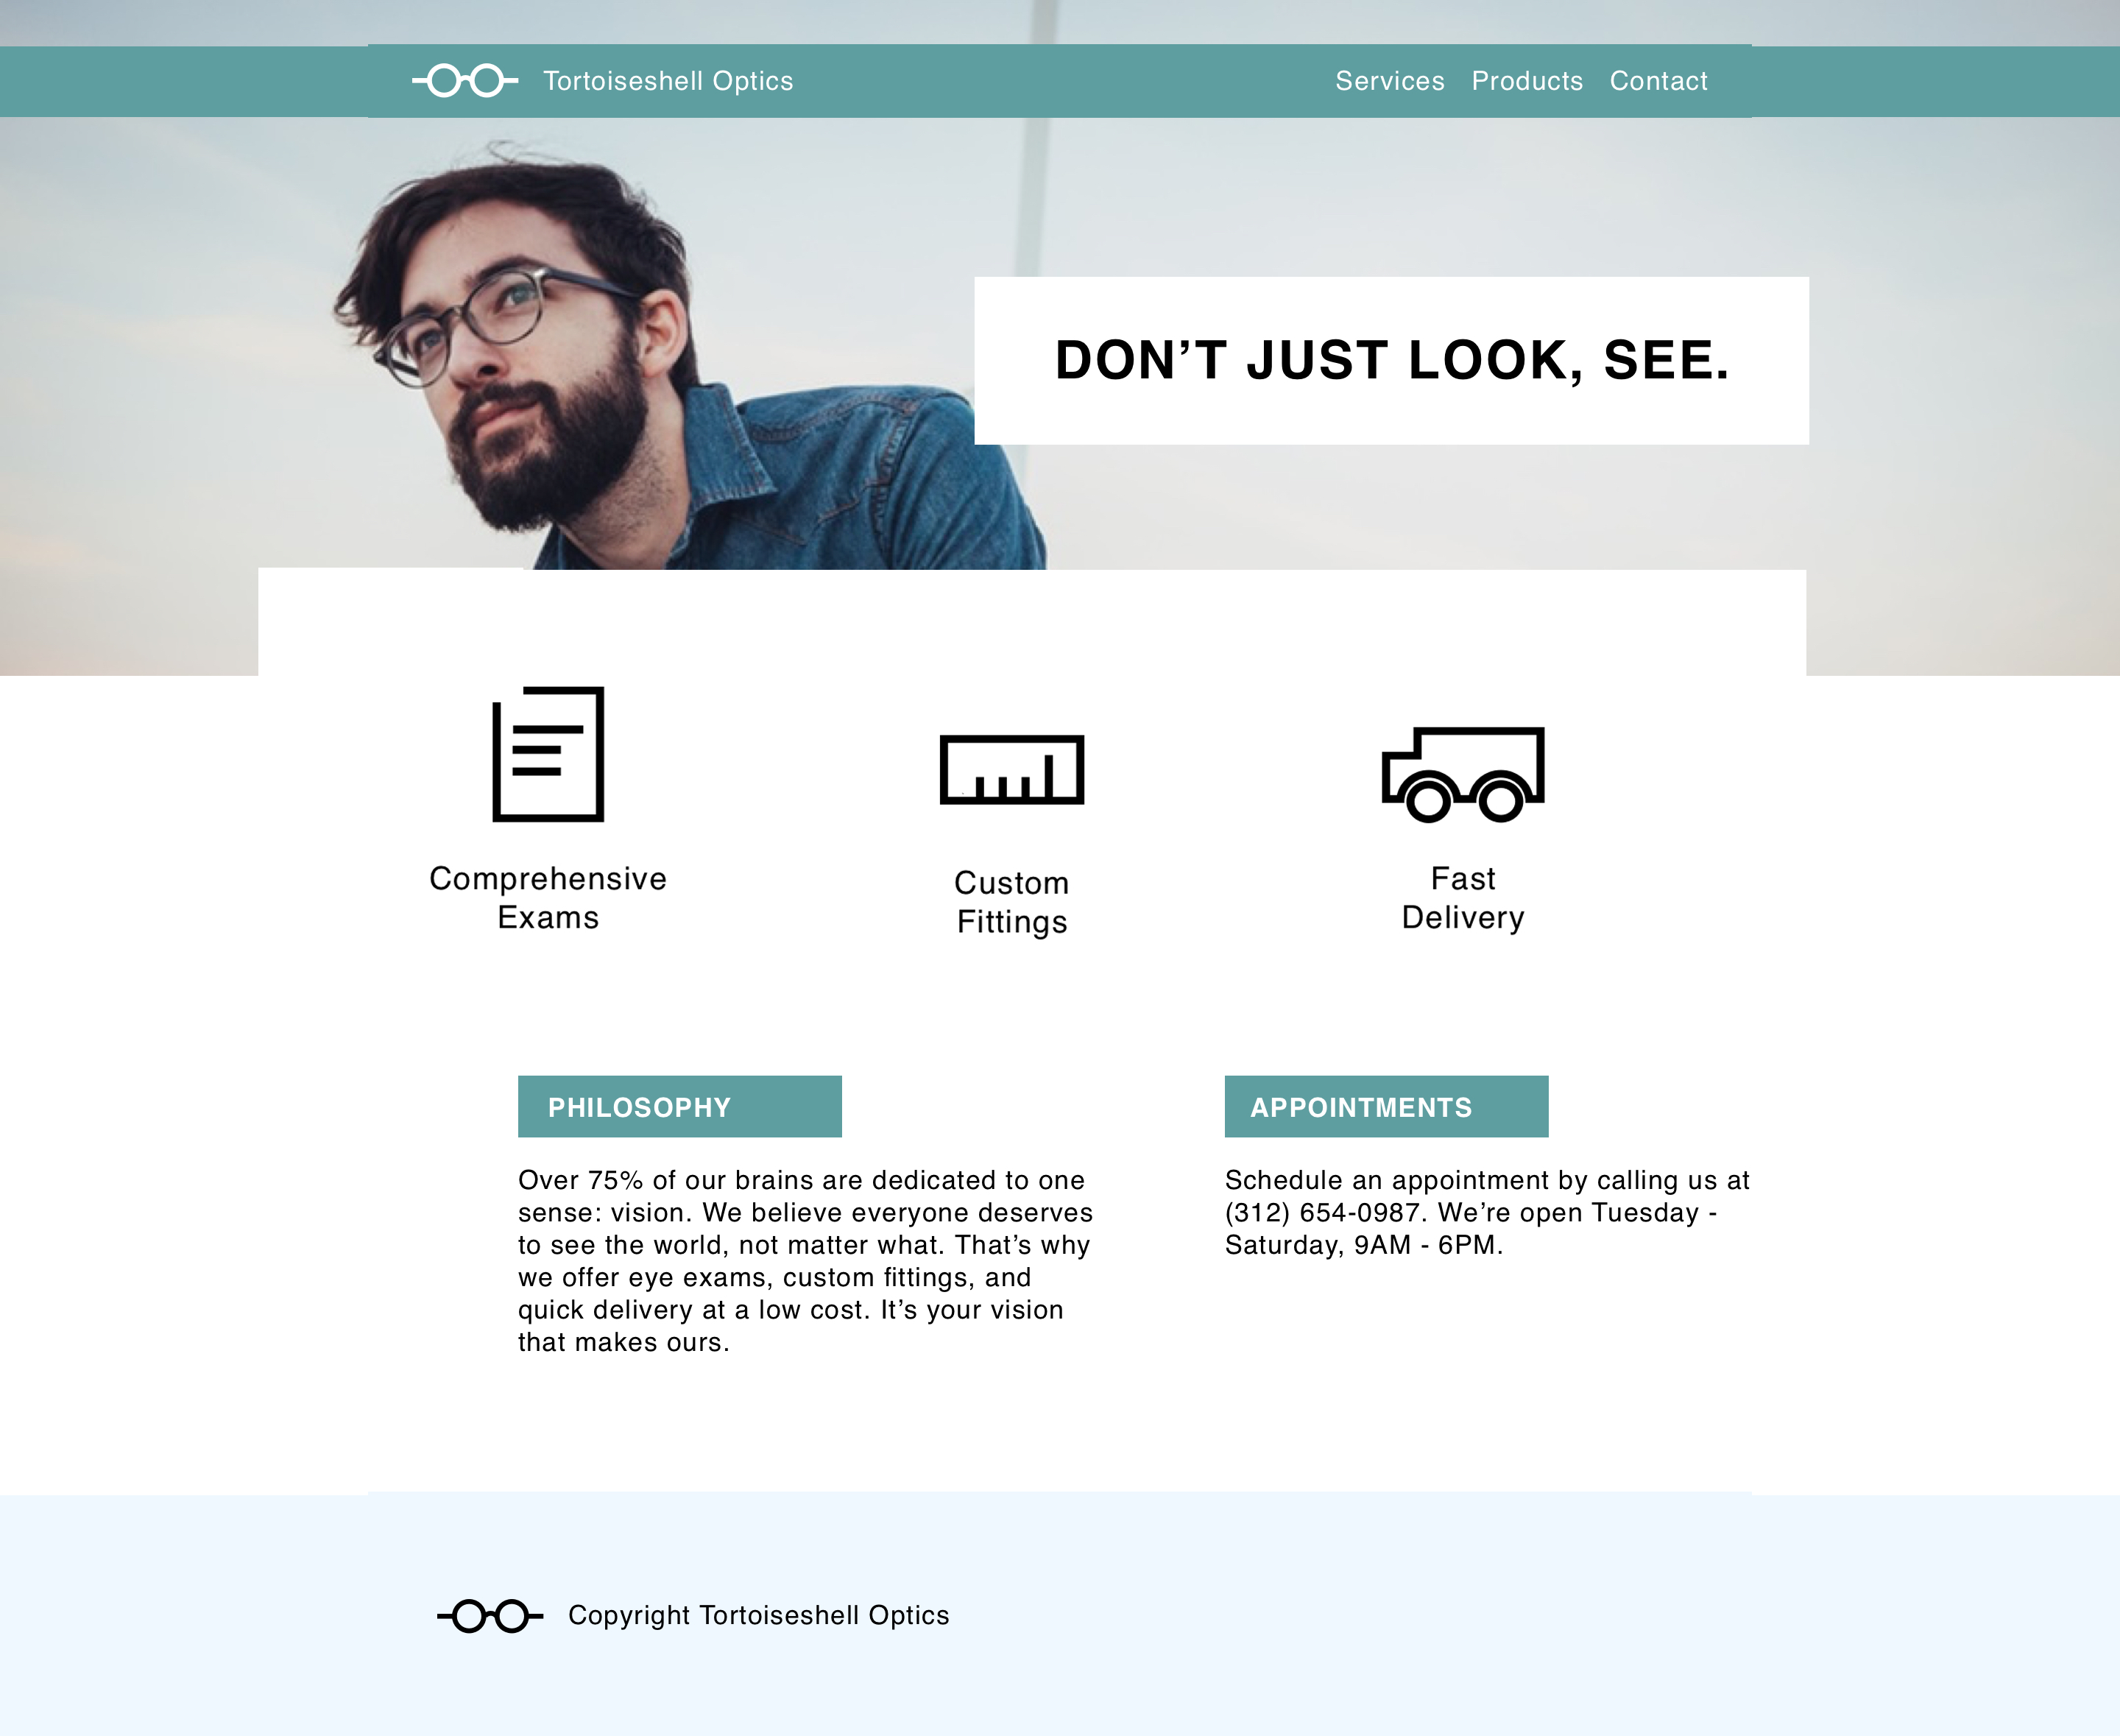 Tortoiseshell Optics
Services Products Contact
DON’T JUST LOOK, SEE.
Comprehensive
Exams
Custom
Fittings
Fast
Delivery
PHILOSOPHY
Over 75% of our brains are dedicated to one
sense: vision. We believe everyone deserves
to see the world, not matter what. That’s why
we offer eye exams, custom fittings, and
quick delivery at a low cost. It’s your vision
that makes ours.
APPOINTMENTS
Schedule an appointment by calling us at
(312) 654-0987. We’re open Tuesday -
Saturday, 9AM - 6PM.
Copyright Tortoiseshell Optics